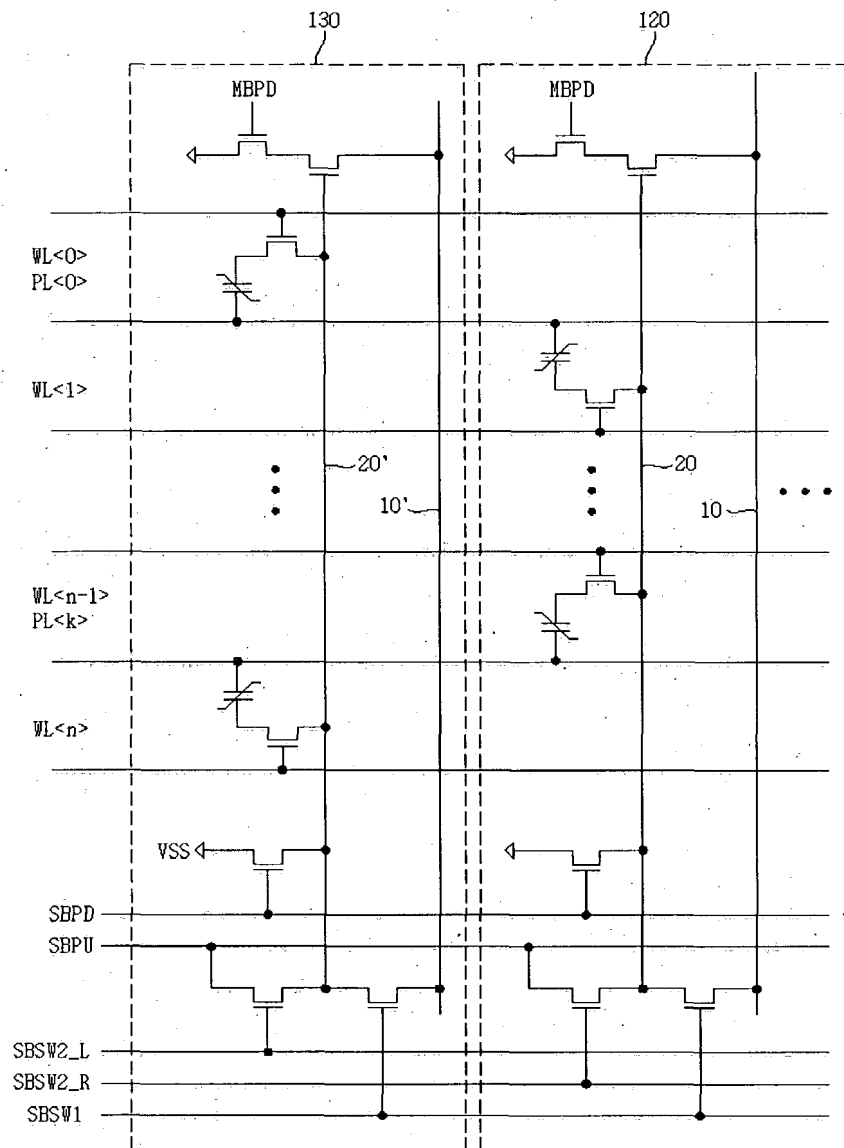 130
120
MBPD
MBPD
WL<0>
PL<0>
WL<1>
20'
20
10'
10
WL<n-1>
PL<k>
WL<n>
VSS
SBPD
SBPU
SBSW2_L
SBSW2_R
SBSW1